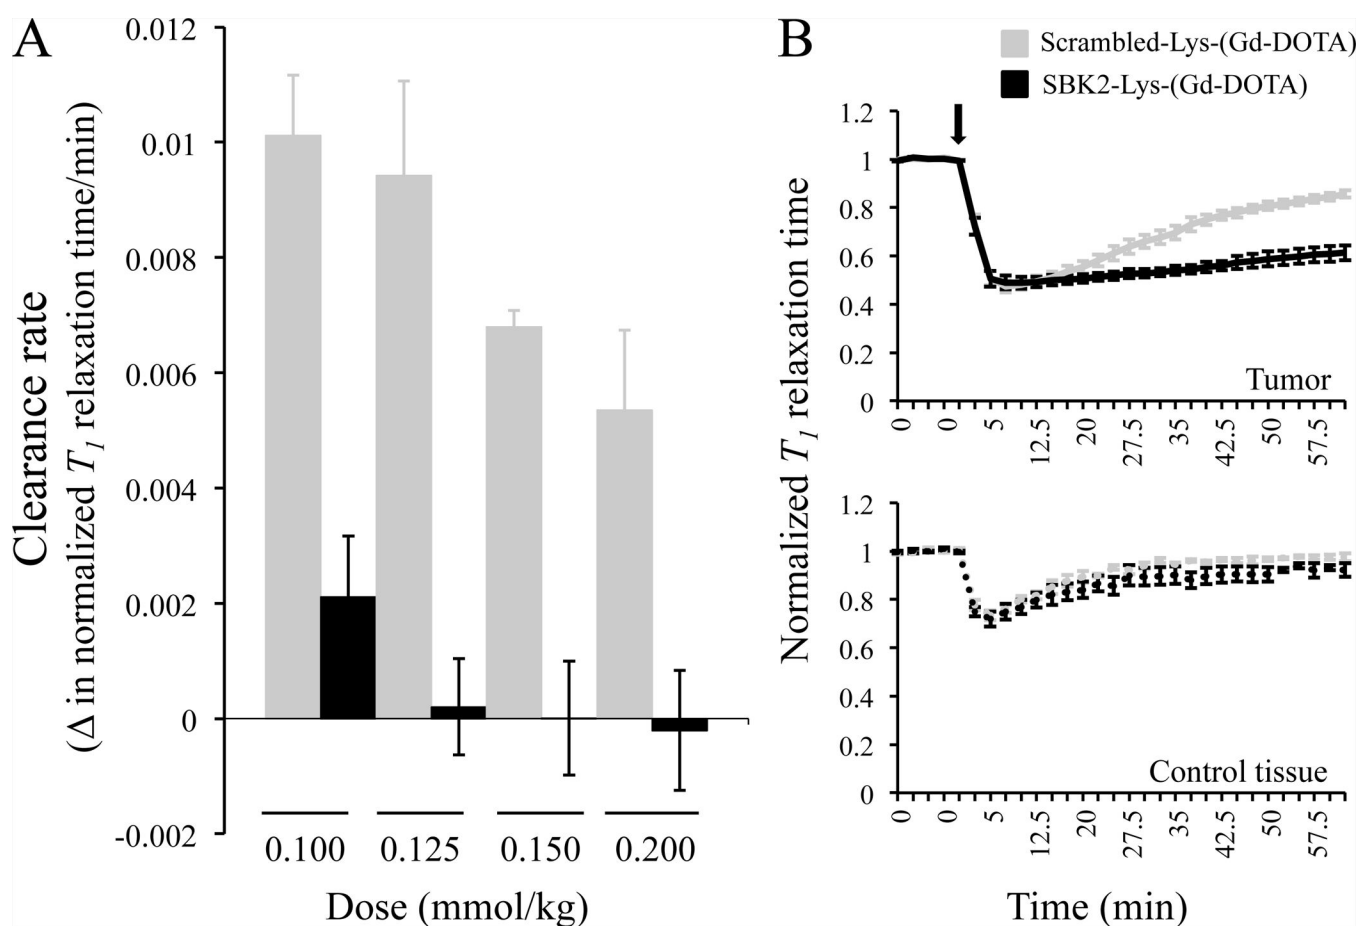 A
Clearance rate
(Δ in normalized T1 relaxation time/min)
0.012
0.01
0.008
0.006
0.004
0.002
0
-0.002
0.100 0.125 0.150 0.200
Dose (mmol/kg)
B
Scrambled-Lys-(Gd-DOTA)
SBK2-Lys-(Gd-DOTA)
Normalized T1 relaxation time
1.2
1
0.8
0.6
0.4
0.2
0
Tumor
0 0 5 12.5 20 27.5 35 42.5 50 57.5
1.2
1
0.8
0.6
0.4
0.2
0
Control tissue
0 0 5 12.5 20 27.5 35 42.5 50 57.5
Time (min)